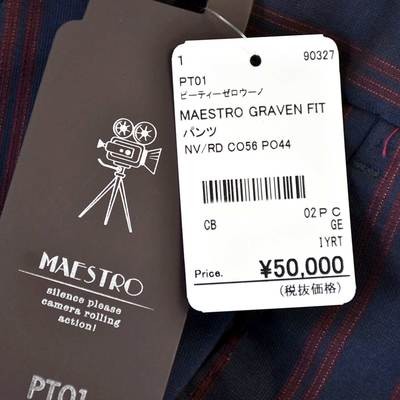 1 90327
PT01
ピーティーゼロウーノ
MAESTRO GRAVEN FIT
パンツ
NV/RD CO56 PO44
02PC
CB GE
IYRT
Price. ¥50,000
(税抜価格)
MAESTRO
silence please
camera rolling
action!
PT01